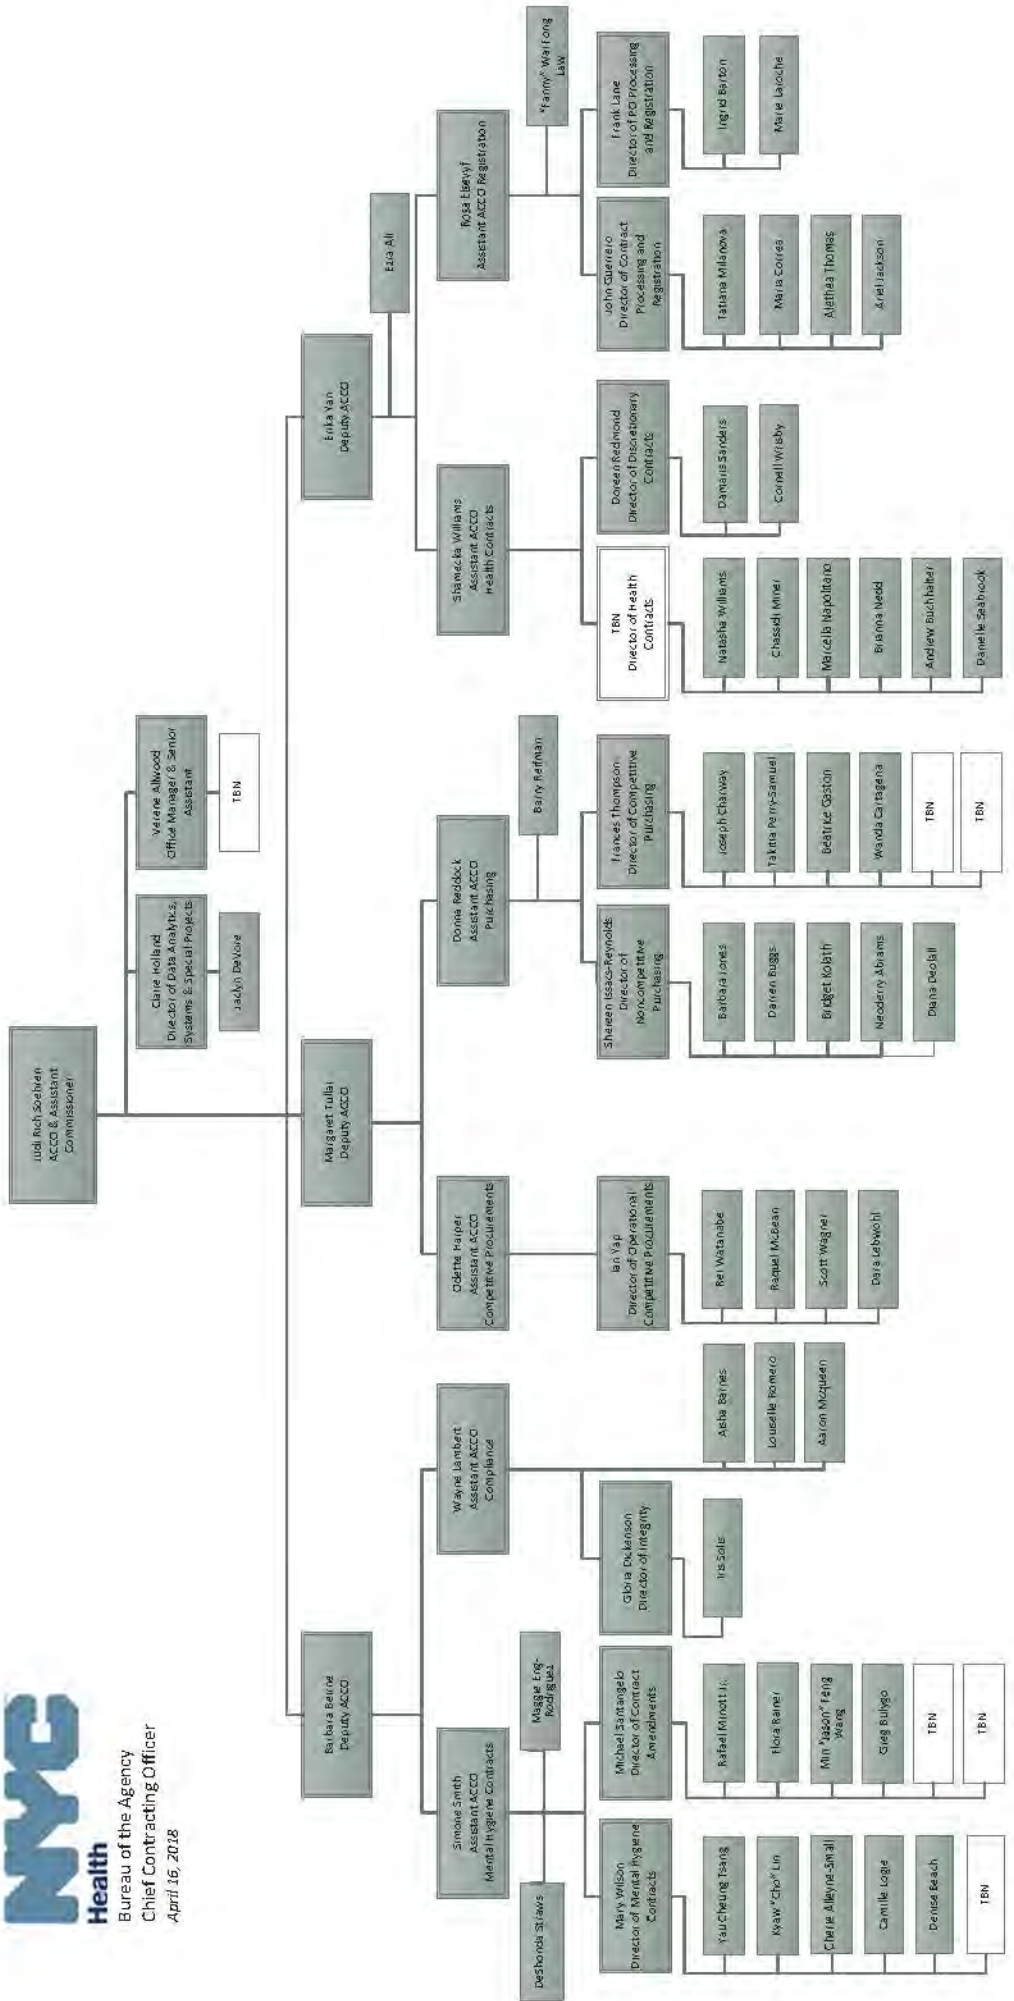 NYC
Health
Bureau of the Agency
Chief Contracting Officer
April 16, 2018
Judi Rich Soehren
ACCO & Assistant
Commissioner
Claire Holland
Director of Data Analytics,
Systems & Special Projects
Jaclyn DeVore
Verene Allwood
Office Manager & Senior
Assistant
TBN
Barbara Beline
Deputy ACCO
Margaret Tullai
Deputy ACCO
Erika Yan
Deputy ACCO
Ezra Ali
Simone Smith
Assistant ACCO
Mental Hygiene Contracts
Wayne Lambert
Assistant ACCO
Compliance
Odette Harper
Assistant ACCO
Competitive Procurements
Donna Reddock
Assistant ACCO
Purchasing
Shamecka Williams
Assistant ACCO
Health Contracts
Rosa Elsevyf
Assistant ACCO Registration
DeShonda Straws
Maggie Eng-
Rodriguez
Barry Reifman
"Fanny" Wai Fong
Law
Mary Wilson
Director of Mental Hygiene
Contracts
Yau Cheung Tsang
Kyaw "Cho" Lin
Cherie Alleyne-Small
Camille Logie
Denise Beach
TBN
Michael Santangelo
Director of Contract
Amendments
Rafael Minott Jr.
Flora Rainer
Min "Jason" Feng
Wang
Greg Bulygo
TBN
TBN
Gloria Dickenson
Director of Integrity
Iris Solis
Aisha Barnes
Louiselle Romero
Aaron Mcqueen
Ian Yap
Director of Operational
Competitive Procurements
Rei Watanabe
Raquel McBean
Scott Wagner
Dara Lebwohl
Shereen Issacs-Reynolds
Director of
Noncompetitive
Purchasing
Barbara Jones
Darren Buggs
Bridget Kolath
Neoderry Abrams
Diana Deolall
Frances Thompson
Director of Competitive
Purchasing
Joseph Charway
Takitia Perry-Samuel
Beatrice Gaston
Wanda Cartagena
TBN
TBN
TBN
Director of Health
Contracts
Natasha Williams
Chassidi Miner
Marcella Napolitano
Brianna Nedd
Andrew Buchhalter
Danielle Seabrook
Doreen Redmond
Director of Discretionary
Contracts
Damaris Sanders
Cornell Wrisby
John Guerrero
Director of Contract
Processing and
Registration
Tatiana Milanova
Maria Correa
Alethea Thomas
Ariel Jackson
Frank Lane
Director of PO Processing
and Registration
Ingrid Barton
Marie Laroche